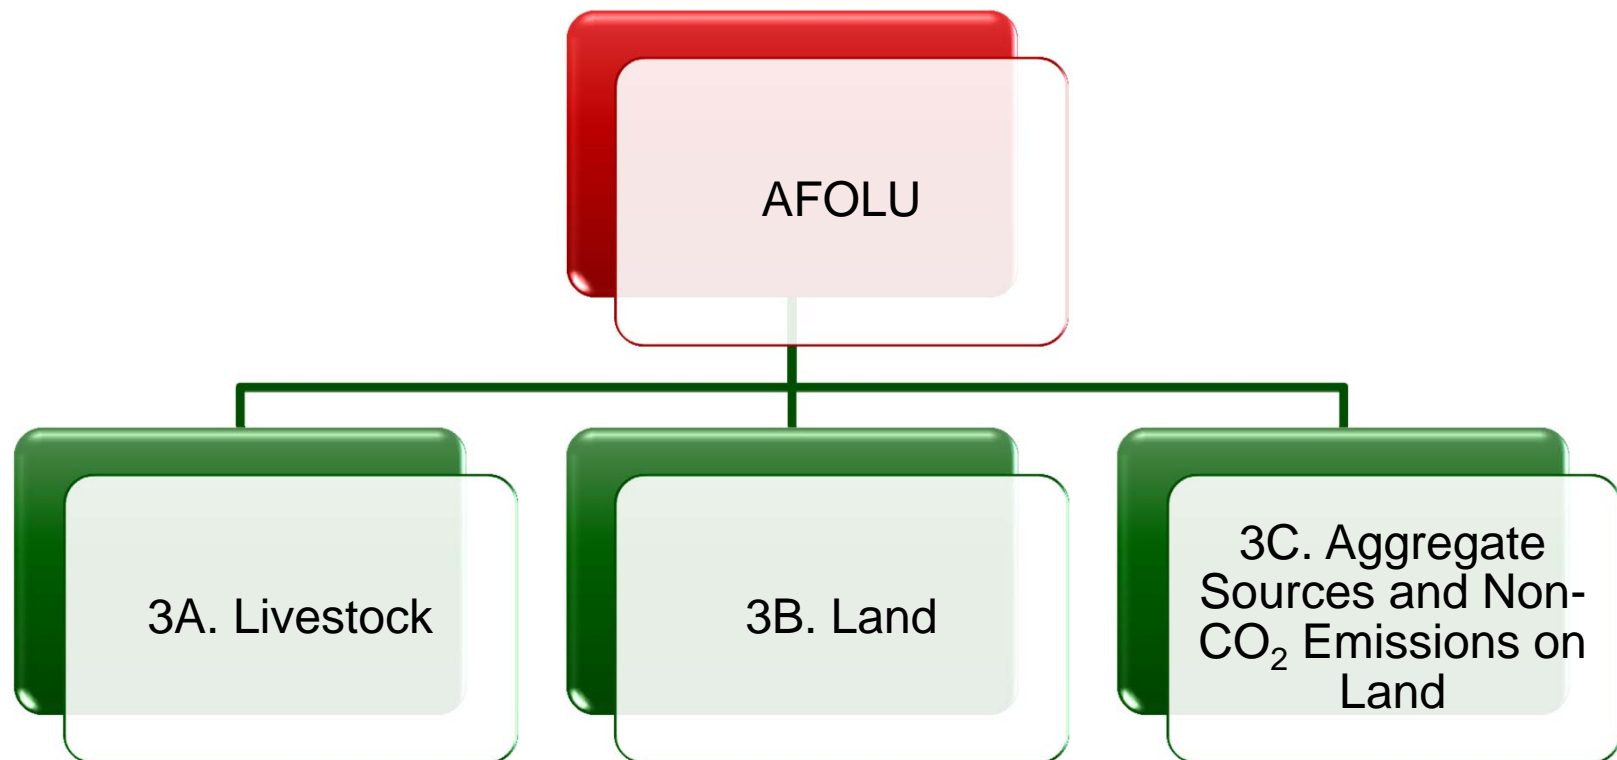 AFOLU
3A. Livestock
3B. Land
3C. Aggregate
Sources and Non-
CO₂ Emissions on
Land